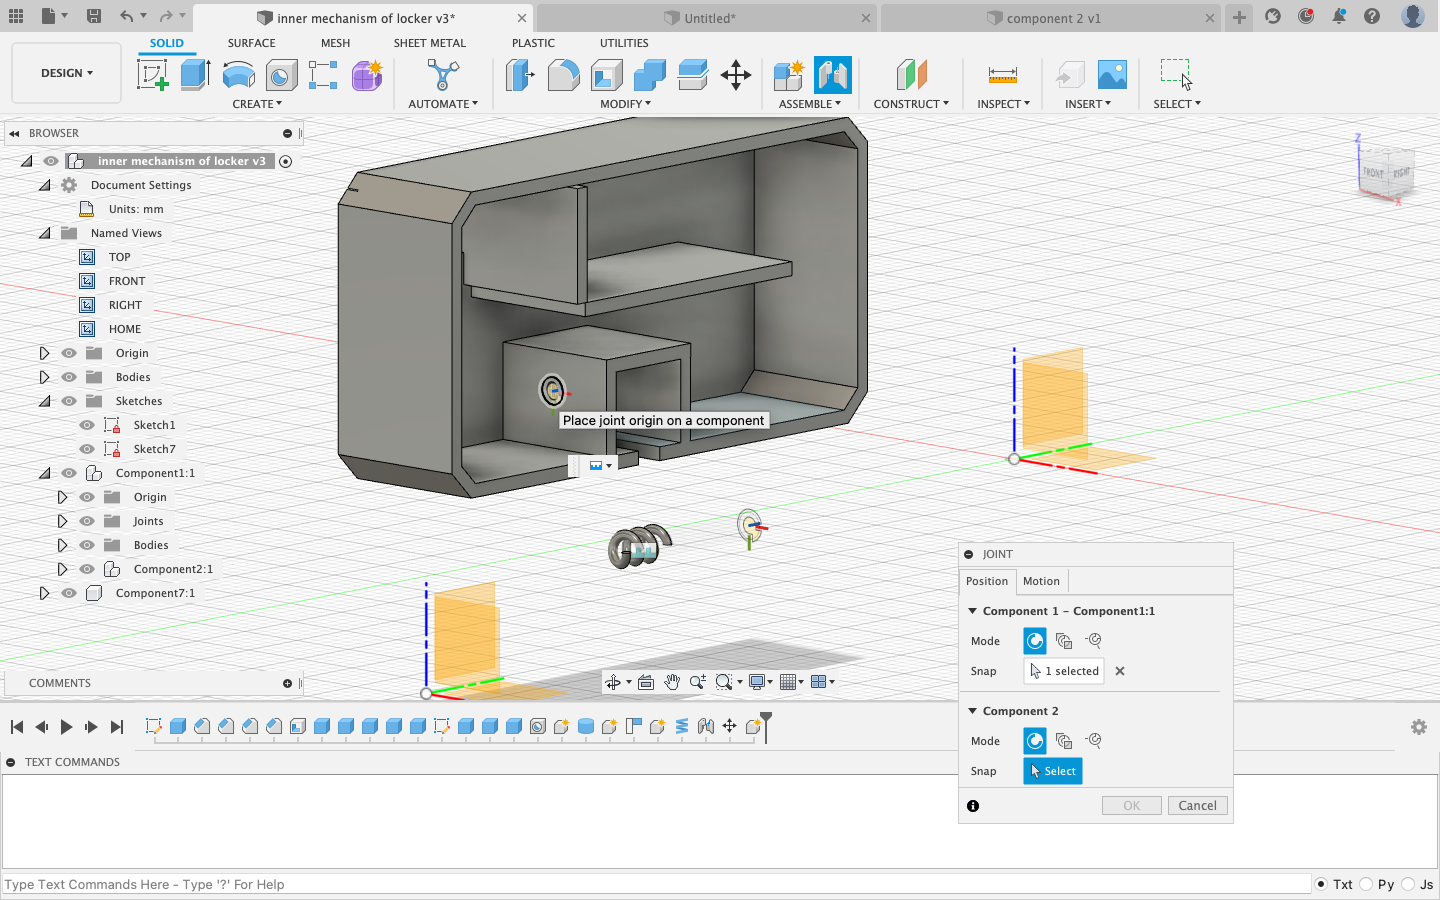 inner mechanism of locker v3*
Untitled*
component 2 v1
SOLID
SURFACE
MESH
SHEET METAL
PLASTIC
UTILITIES
DESIGN
CREATE
AUTOMATE
MODIFY
ASSEMBLE
CONSTRUCT
INSPECT
INSERT
SELECT
BROWSER
inner mechanism of locker v3
Document Settings
Units: mm
Named Views
TOP
FRONT
RIGHT
HOME
Origin
Bodies
Sketches
Sketch1
Sketch7
Component1:1
Origin
Joints
Bodies
Component2:1
Component7:1
COMMENTS
Z
FRONT
RIGHT
X
Place joint origin on a component
JOINT
Position
Motion
Component 1 - Component1:1
Mode
Snap
1 selected
Component 2
Mode
Snap
Select
OK
Cancel
TEXT COMMANDS
Type Text Commands Here - Type '?' For Help
Txt
Py
Js